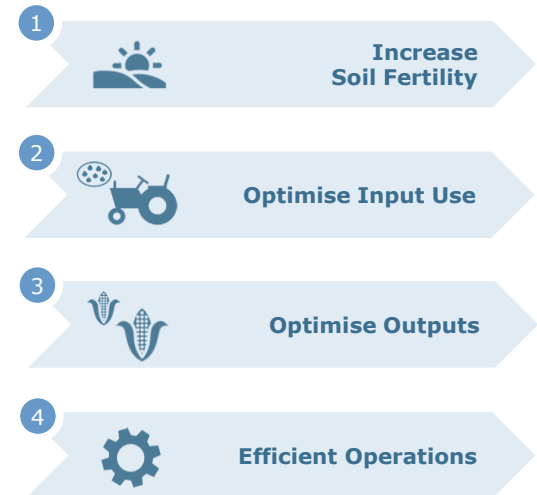 1
Increase
Soil Fertility
2
Optimise Input Use
3
Optimise Outputs
4
Efficient Operations